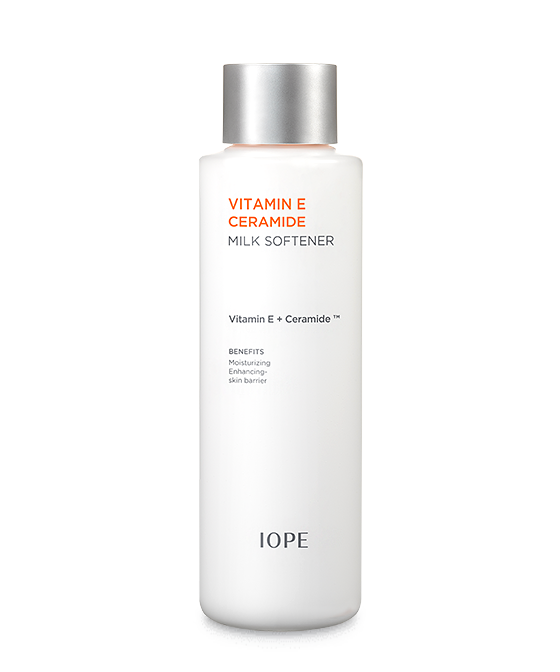 VITAMIN E
CERAMIDE
MILK SOFTENER
Vitamin E + Ceramide ™
BENEFITS
Moisturizing
Enhancing-
skin barrier
IOPE